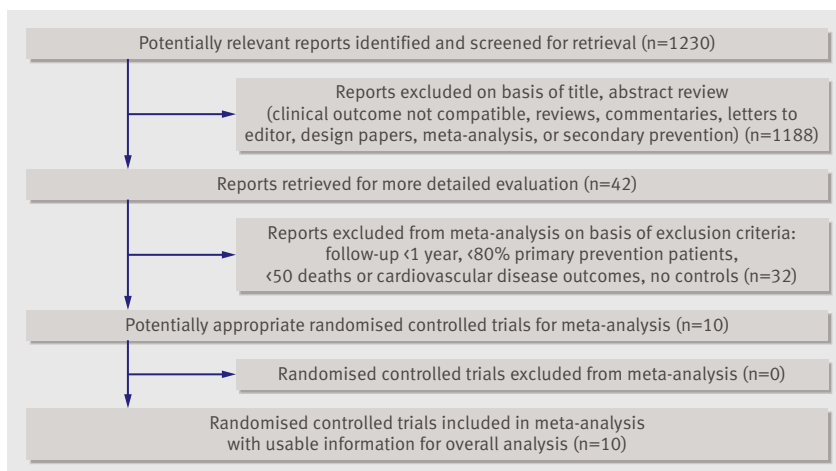 Potentially relevant reports identified and screened for retrieval (n=1230)
Reports excluded on basis of title, abstract review
(clinical outcome not compatible, reviews, commentaries, letters to
editor, design papers, meta-analysis, or secondary prevention) (n=1188)
Reports retrieved for more detailed evaluation (n=42)
Reports excluded from meta-analysis on basis of exclusion criteria:
follow-up <1 year, <80% primary prevention patients,
<50 deaths or cardiovascular disease outcomes, no controls (n=32)
Potentially appropriate randomised controlled trials for meta-analysis (n=10)
Randomised controlled trials excluded from meta-analysis (n=0)
Randomised controlled trials included in meta-analysis
with usable information for overall analysis (n=10)